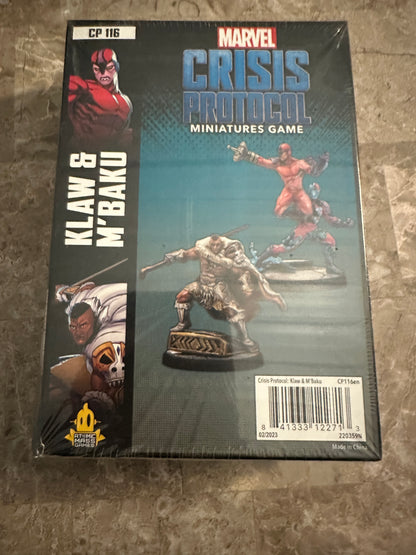 CP 116
MARVEL
CRISIS
PROTOCOL
MINIATURES GAME
KLAW &
M'BAKU
ATOMIC
MASS
GAMES
Crisis Protocol: Klaw & M'Baku CP116en
8 41333 12271 3
02/2023 220359N
Made in China